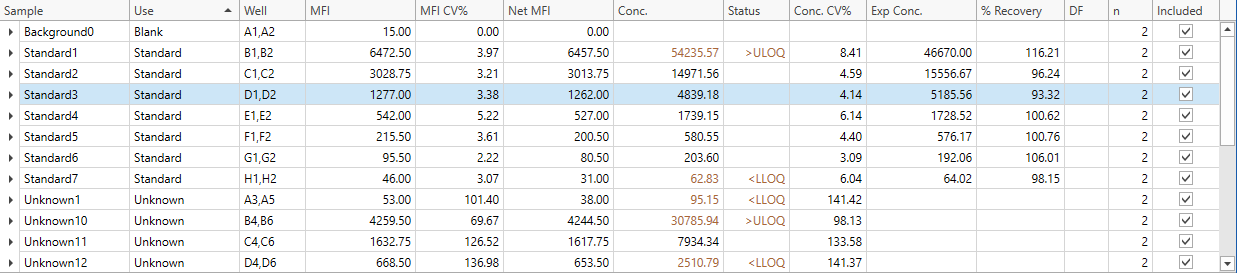 Sample Use Well MFI MFI CV% Net MFI Conc. Status Conc. CV% Exp Conc. % Recovery DF n Included
Background0 Blank A1,A2 15.00 0.00 0.00 2
Standard1 Standard B1,B2 6472.50 3.97 6457.50 54235.57 >ULOQ 8.41 46670.00 116.21 2
Standard2 Standard C1,C2 3028.75 3.21 3013.75 14971.56 4.59 15556.67 96.24 2
Standard3 Standard D1,D2 1277.00 3.38 1262.00 4839.18 4.14 5185.56 93.32 2
Standard4 Standard E1,E2 542.00 5.22 527.00 1739.15 6.14 1728.52 100.62 2
Standard5 Standard F1,F2 215.50 3.61 200.50 580.55 4.40 576.17 100.76 2
Standard6 Standard G1,G2 95.50 2.22 80.50 203.60 3.09 192.06 106.01 2
Standard7 Standard H1,H2 46.00 3.07 31.00 62.83 <LLOQ 6.04 64.02 98.15 2
Unknown1 Unknown A3,A5 53.00 101.40 38.00 95.15 <LLOQ 141.42 2
Unknown10 Unknown B4,B6 4259.50 69.67 4244.50 30785.94 >ULOQ 98.13 2
Unknown11 Unknown C4,C6 1632.75 126.52 1617.75 7934.34 133.58 2
Unknown12 Unknown D4,D6 668.50 136.98 653.50 2510.79 <LLOQ 141.37 2